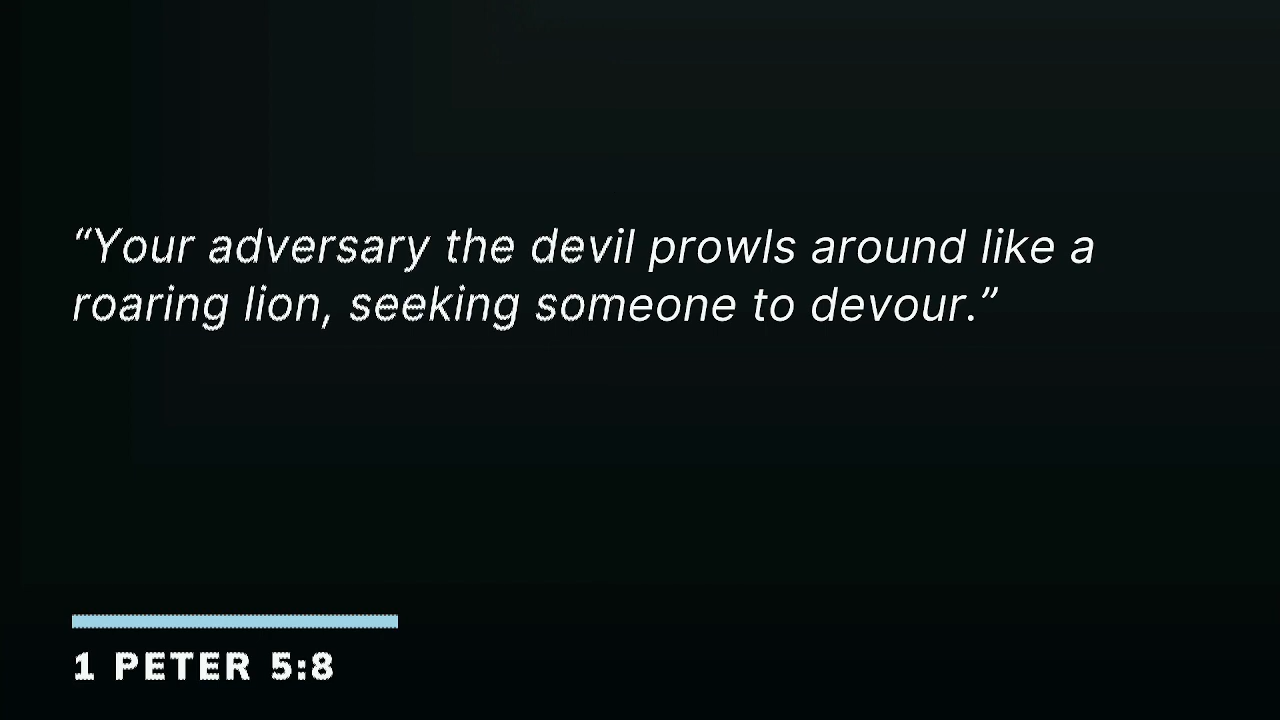 “Your adversary the devil prowls around like a
roaring lion, seeking someone to devour.”
1 PETER 5:8